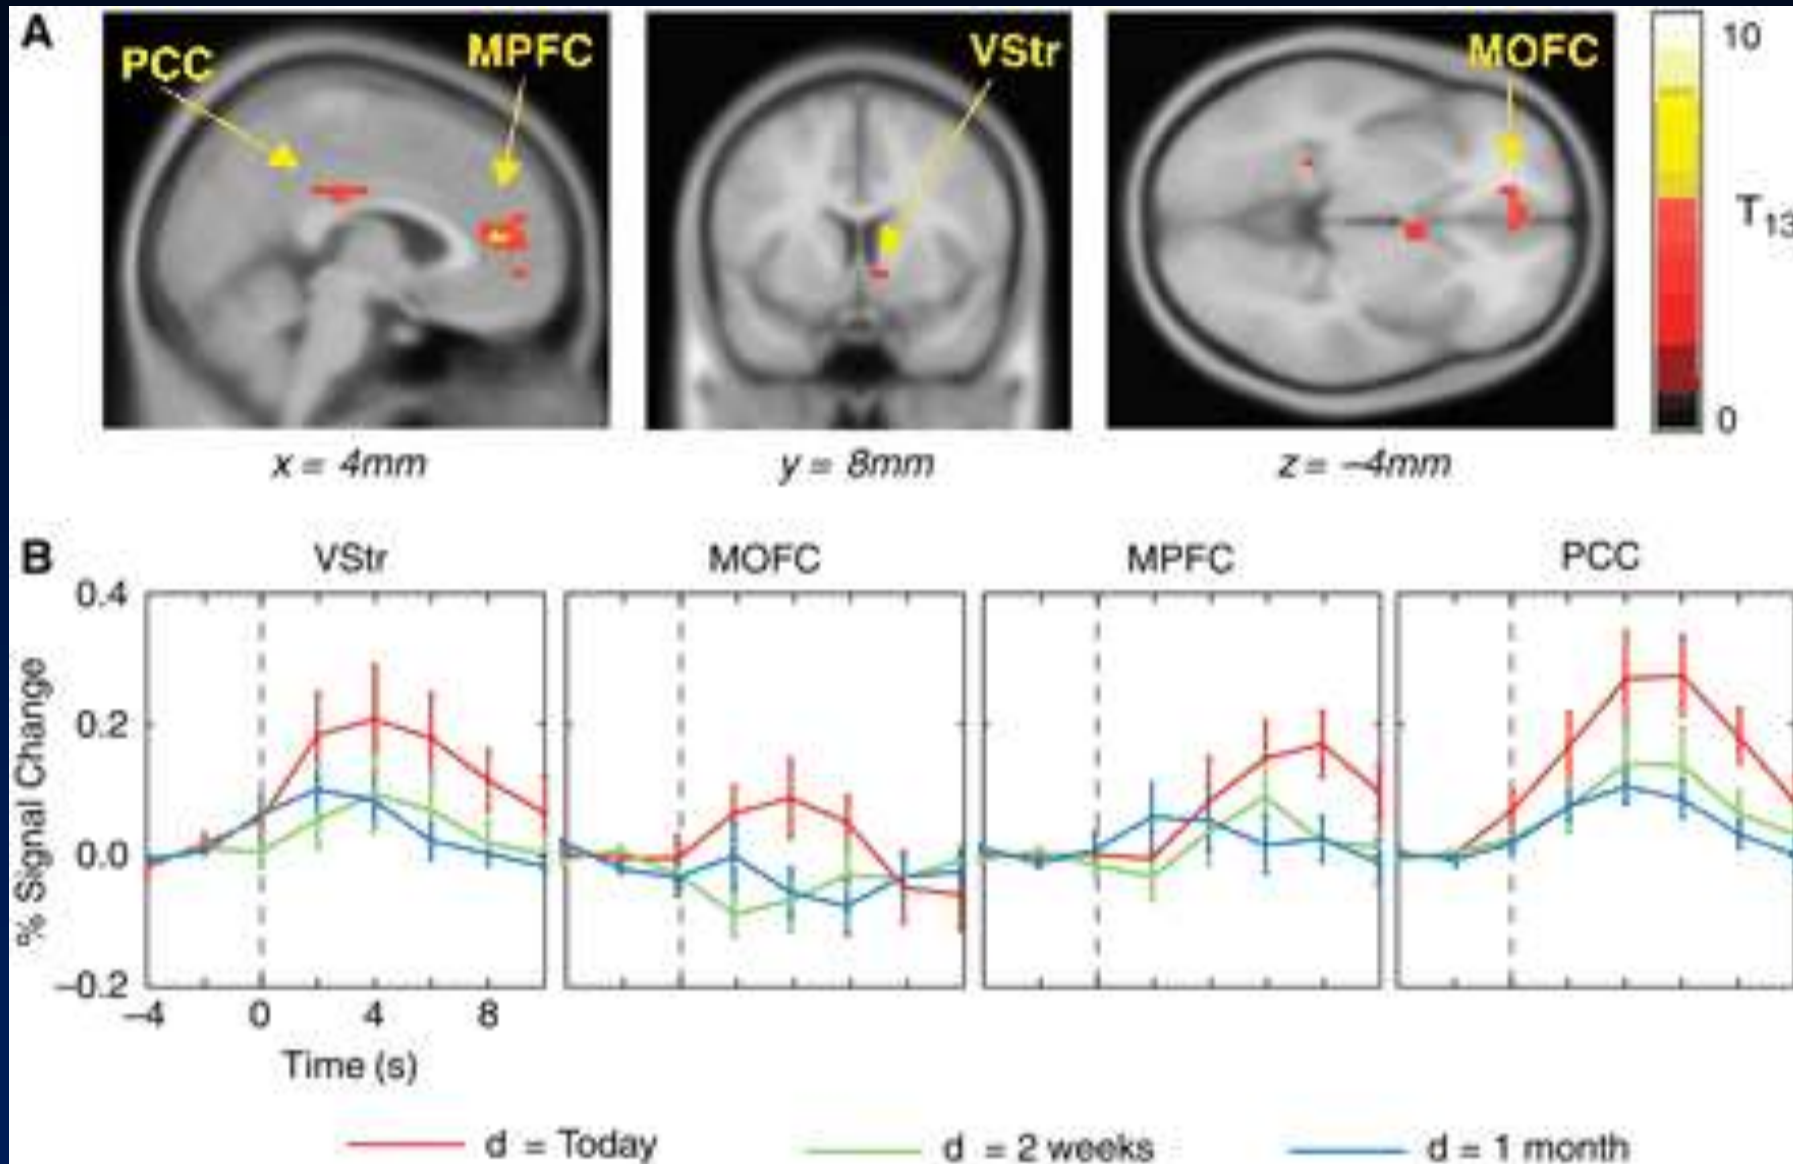 A
PCC
MPFC
VStr
MOFC
10
T13
0
x = 4mm
y = 8mm
z = −4mm
B
VStr
MOFC
MPFC
PCC
% Signal Change
0.4
0.2
0.0
−0.2
−4 0 4 8
Time (s)
d = Today
d = 2 weeks
d = 1 month